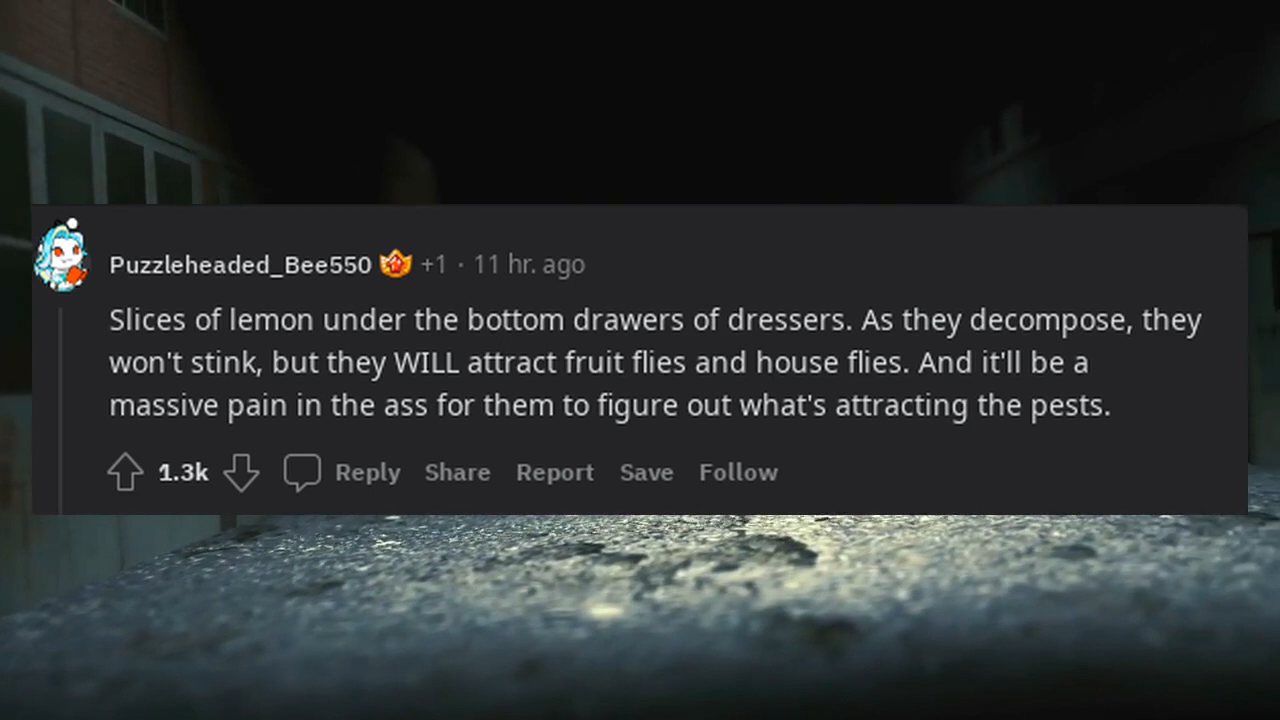 Puzzleheaded_Bee550 +1 · 11 hr. ago
Slices of lemon under the bottom drawers of dressers. As they decompose, they
won't stink, but they WILL attract fruit flies and house flies. And it'll be a
massive pain in the ass for them to figure out what's attracting the pests.
1.3k Reply Share Report Save Follow